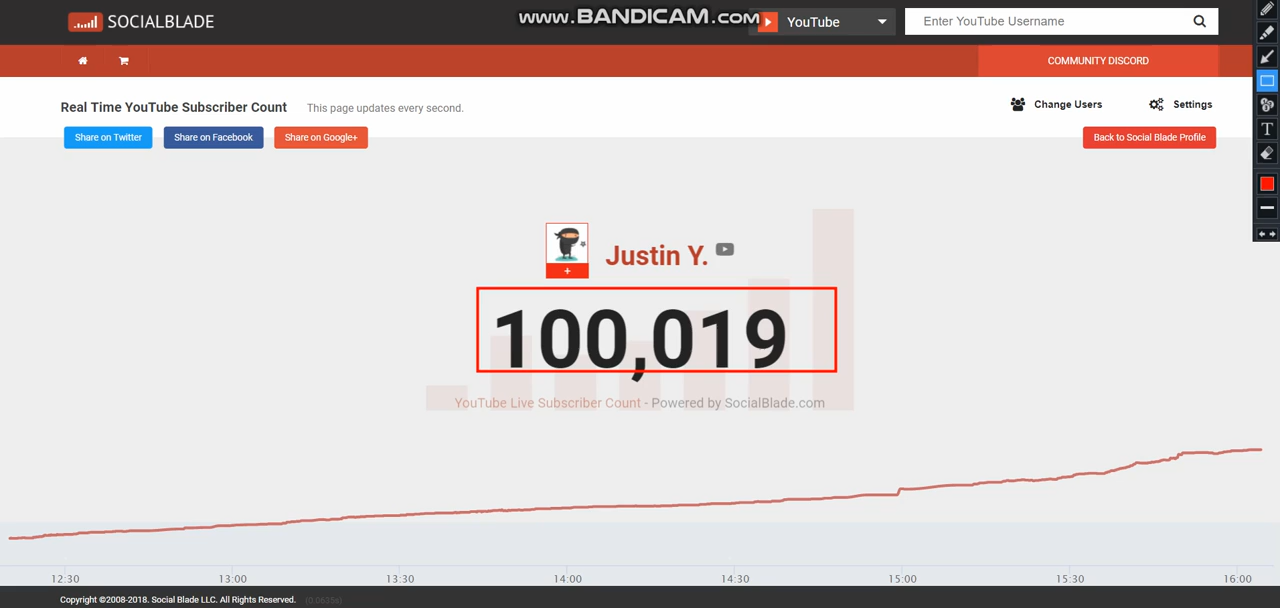 SOCIALBLADE
www.BANDICAM.com
YouTube
Enter YouTube Username
COMMUNITY DISCORD
Real Time YouTube Subscriber Count
This page updates every second.
Change Users
Settings
Share on Twitter
Share on Facebook
Share on Google+
Back to Social Blade Profile
+
Justin Y.
100,019
YouTube Live Subscriber Count - Powered by SocialBlade.com
12:30 13:00 13:30 14:00 14:30 15:00 15:30 16:00
Copyright ©2008-2018. Social Blade LLC. All Rights Reserved.
T